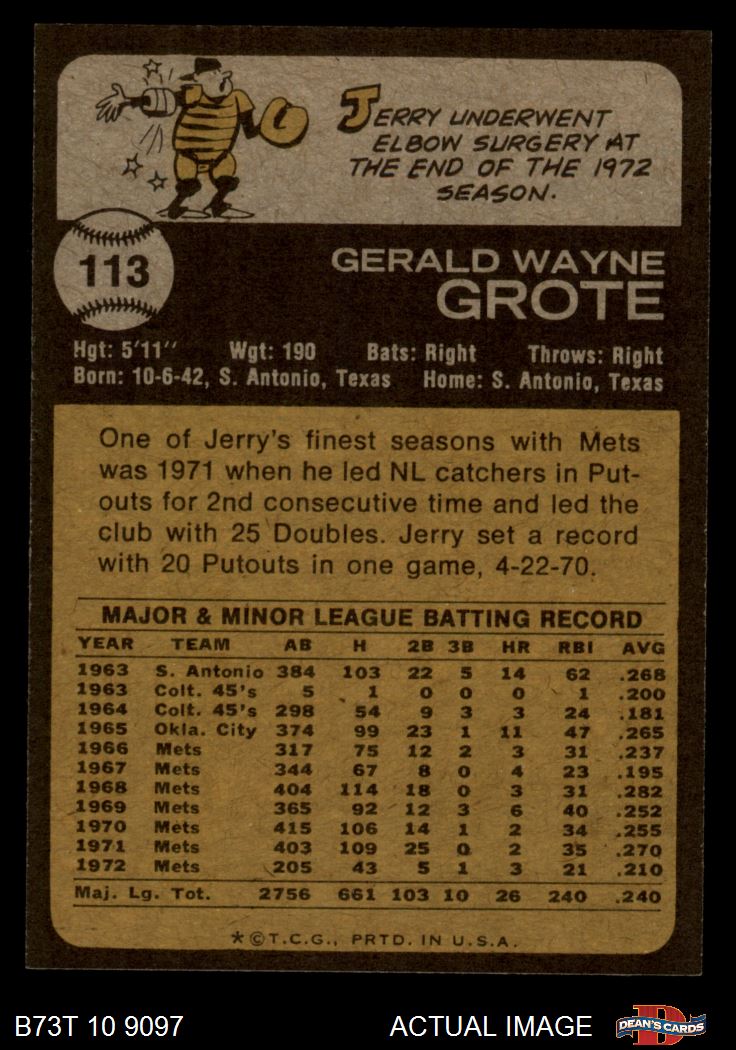 JERRY UNDERWENT
ELBOW SURGERY AT
THE END OF THE 1972
SEASON.
113
GERALD WAYNE
GROTE
Hgt: 5'11" Wgt: 190 Bats: Right Throws: Right
Born: 10-6-42, S. Antonio, Texas Home: S. Antonio, Texas
One of Jerry's finest seasons with Mets
was 1971 when he led NL catchers in Put-
outs for 2nd consecutive time and led the
club with 25 Doubles. Jerry set a record
with 20 Putouts in one game, 4-22-70.
MAJOR & MINOR LEAGUE BATTING RECORD
YEAR TEAM AB H 2B 3B HR RBI AVG
1963 S. Antonio 384 103 22 5 14 62 .268
1963 Colt. 45's 5 1 0 0 0 1 .200
1964 Colt. 45's 298 54 9 3 3 24 .181
1965 Okla. City 374 99 23 1 11 47 .265
1966 Mets 317 75 12 2 3 31 .237
1967 Mets 344 67 8 0 4 23 .195
1968 Mets 404 114 18 0 3 31 .282
1969 Mets 365 92 12 3 6 40 .252
1970 Mets 415 106 14 1 2 34 .255
1971 Mets 403 109 25 0 2 35 .270
1972 Mets 205 43 5 1 3 21 .210
Maj. Lg. Tot. 2756 661 103 10 26 240 .240
*©T.C.G., PRTD. IN U.S.A.
B73T 10 9097 ACTUAL IMAGE DEAN'S CARDS